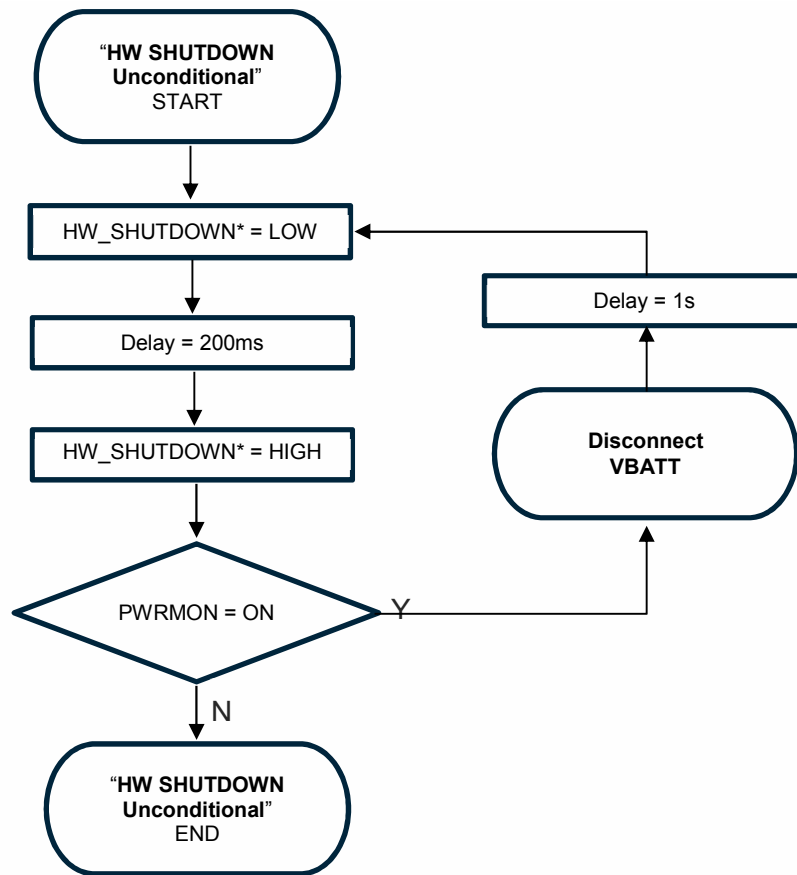 “HW SHUTDOWN
Unconditional”
START
HW_SHUTDOWN* = LOW
Delay = 1s
Delay = 200ms
Disconnect
VBATT
HW_SHUTDOWN* = HIGH
PWRMON = ON
Y
N
“HW SHUTDOWN
Unconditional”
END